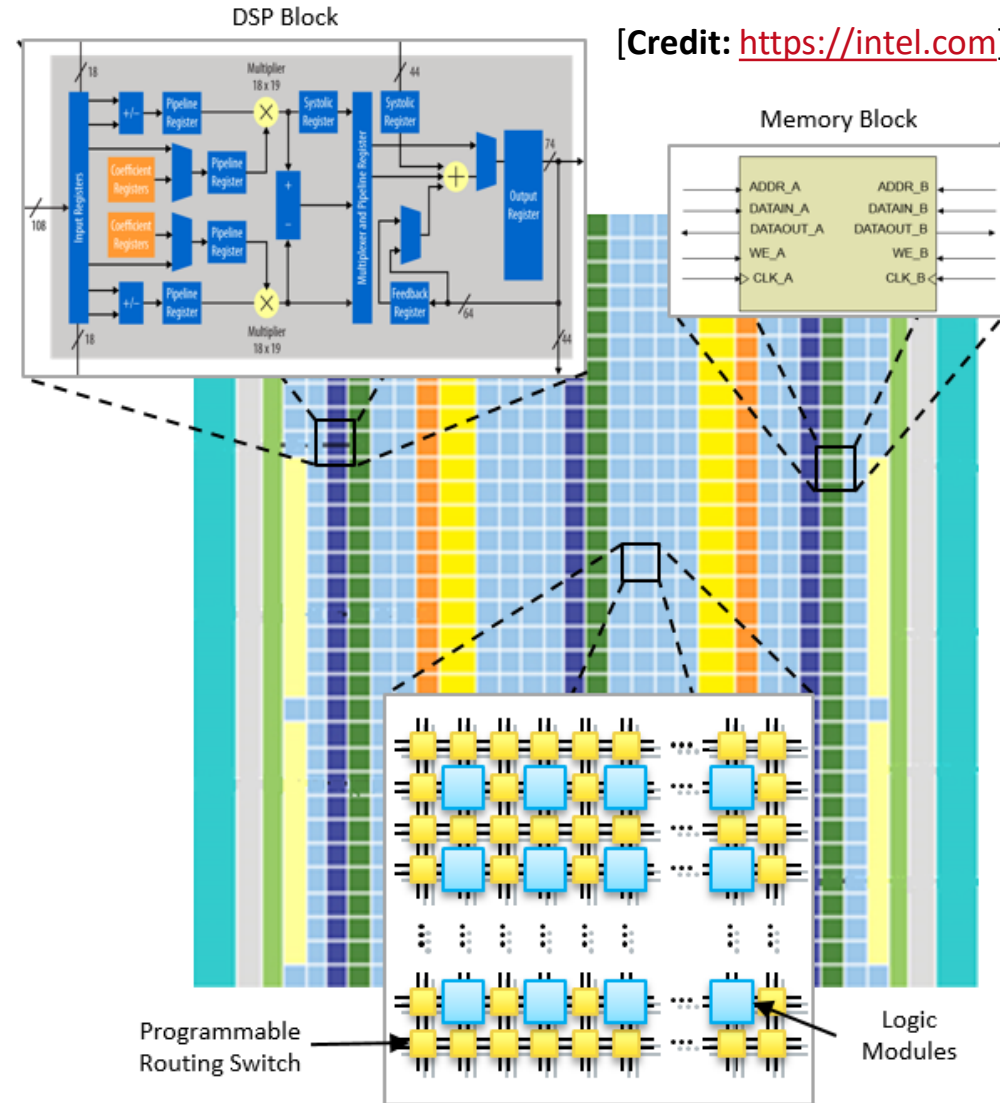 DSP Block
[Credit: https://intel.com]
18
Multiplier
18 x 19
44
+/-
Pipeline
Register
×
Systolic
Register
Systolic
Register
Input Registers
Coefficient
Registers
Pipeline
Register
+
-
Multiplexer and Pipeline Register
+
74
Output
Register
108
Coefficient
Registers
Pipeline
Register
+/-
Pipeline
Register
×
Feedback
Register
64
18
Multiplier
18 x 19
44
Memory Block
ADDR_A
ADDR_B
DATAIN_A
DATAIN_B
DATAOUT_A
DATAOUT_B
WE_A
WE_B
CLK_A
CLK_B
Programmable
Routing Switch
Logic
Modules